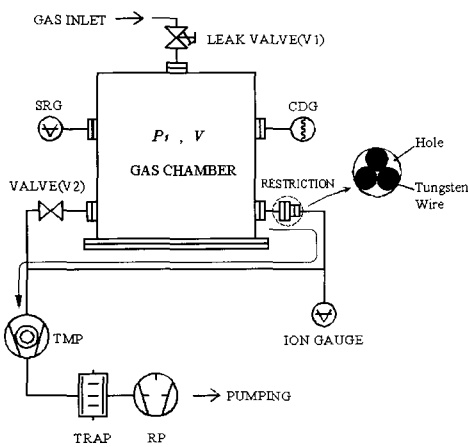 GAS INLET
LEAK VALVE(V1)
SRG
CDG
P₁ , V
GAS CHAMBER
Hole
Tungsten
Wire
RESTRICTION
VALVE(V2)
TMP
ION GAUGE
PUMPING
TRAP
RP